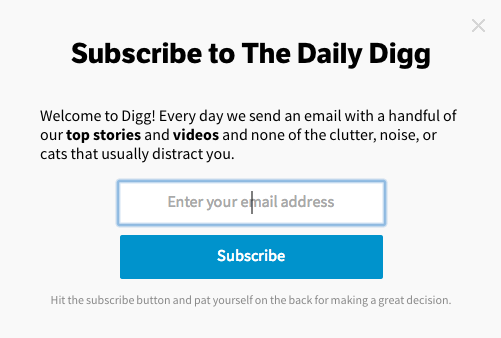 Subscribe to The Daily Digg
Welcome to Digg! Every day we send an email with a handful of
our top stories and videos and none of the clutter, noise, or
cats that usually distract you.
Enter your email address
Subscribe
Hit the subscribe button and pat yourself on the back for making a great decision.